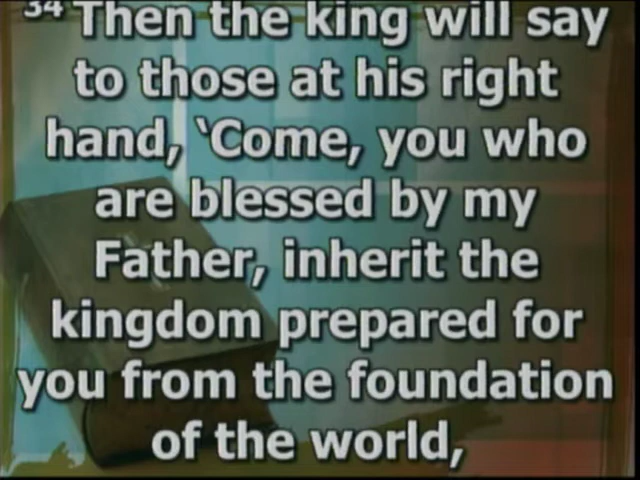 34 Then the king will say
to those at his right
hand, ‘Come, you who
are blessed by my
Father, inherit the
kingdom prepared for
you from the foundation
of the world,